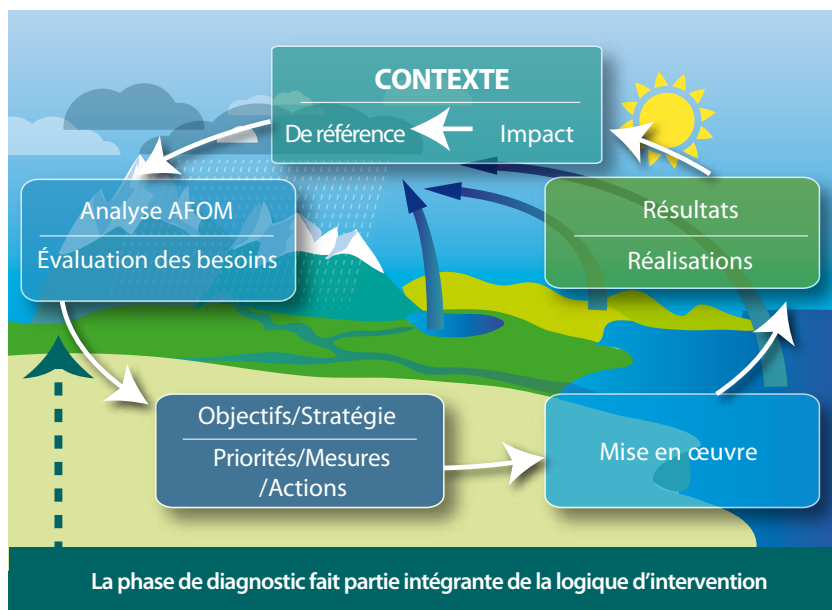 CONTEXTE
De référence Impact
Analyse AFOM
Évaluation des besoins
Résultats
Réalisations
Objectifs/Stratégie
Priorités/Mesures
/Actions
Mise en œuvre
La phase de diagnostic fait partie intégrante de la logique d’intervention